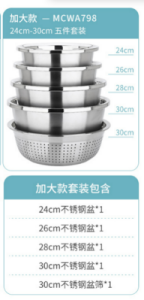 加大款 — MCWA798
24cm-30cm 五件套装
24cm
26cm
28cm
30cm
30cm
加大款套装包含
24cm不锈钢盆*1
26cm不锈钢盆*1
28cm不锈钢盆*1
30cm不锈钢盆*1
30cm不锈钢盆筛*1